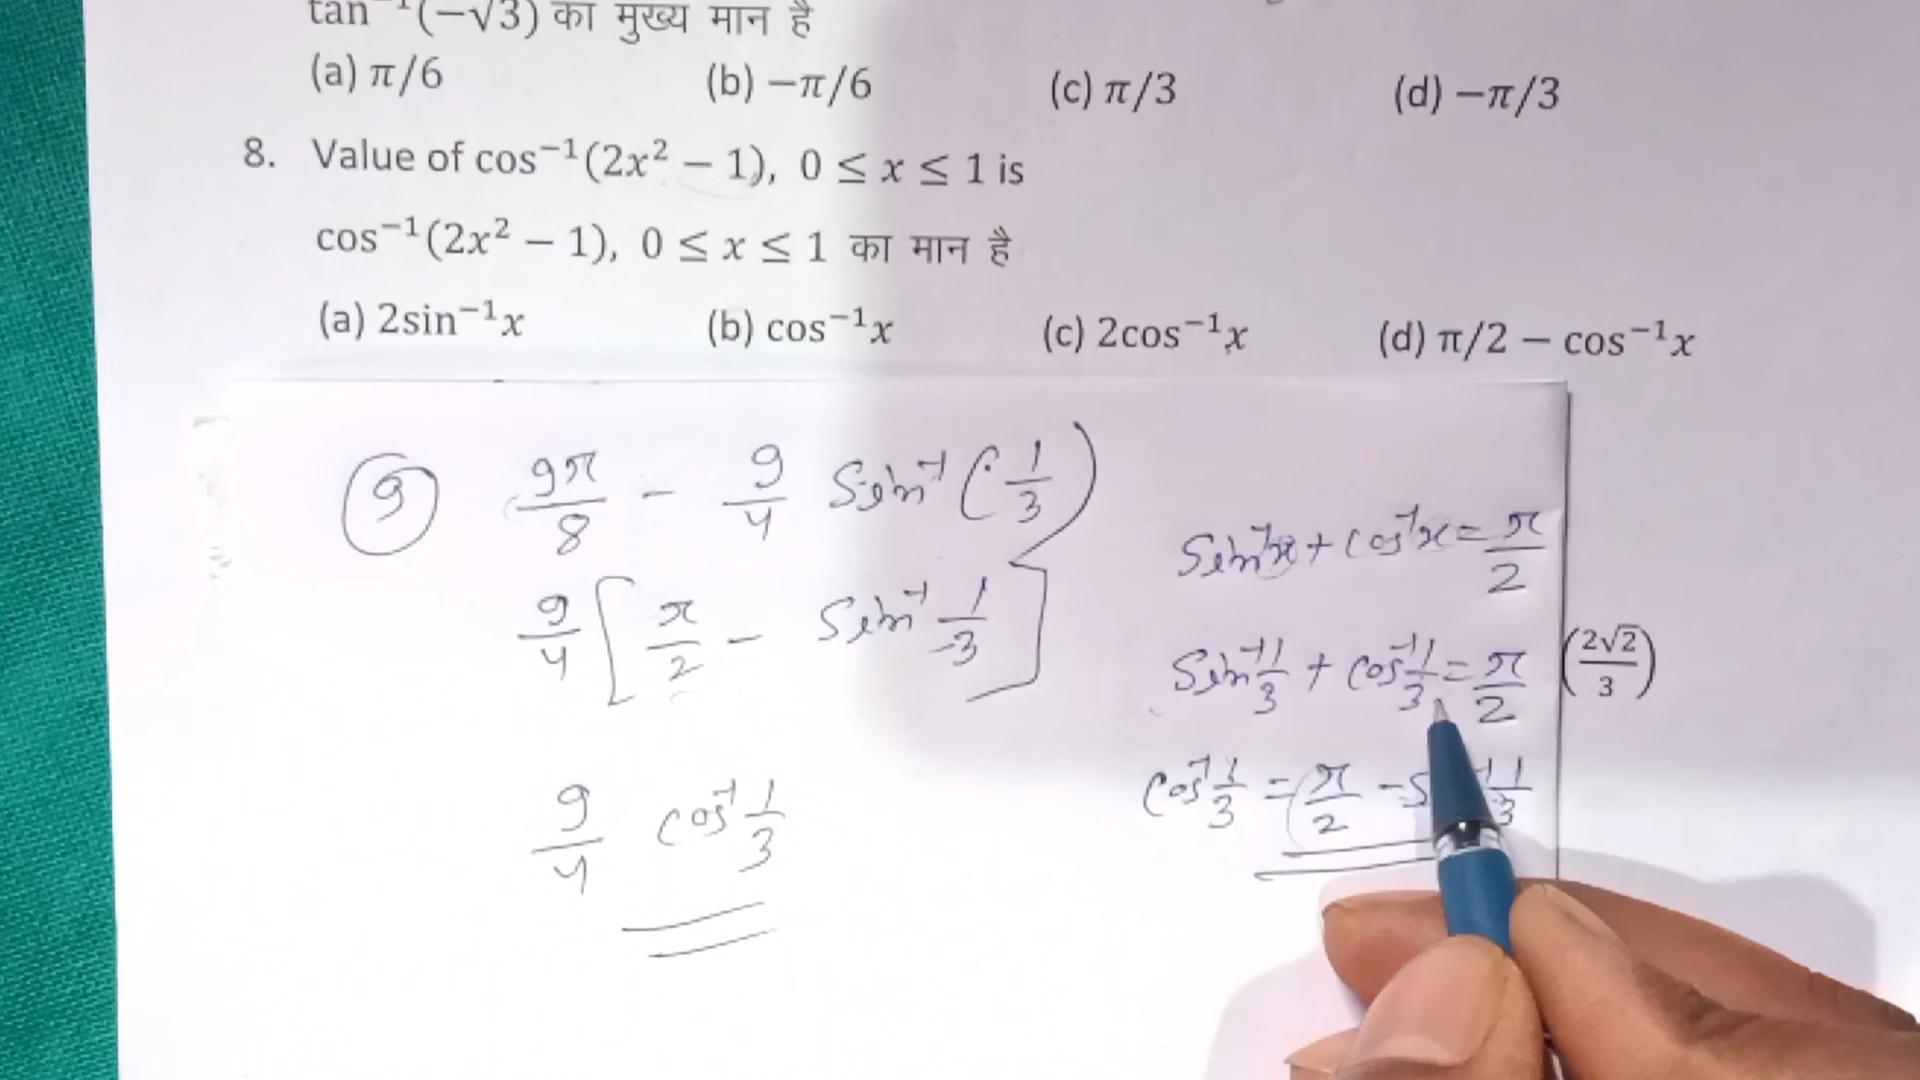 tan⁻¹(−√3) का मुख्य मान है
(a) π/6 (b) −π/6 (c) π/3 (d) −π/3
8. Value of cos⁻¹(2x² − 1), 0 ≤ x ≤ 1 is
cos⁻¹(2x² − 1), 0 ≤ x ≤ 1 का मान है
(a) 2sin⁻¹x (b) cos⁻¹x (c) 2cos⁻¹x (d) π/2 − cos⁻¹x
9 9π/8 − 9/4 Sin⁻¹(1/3)
9/4 [π/2 − Sin⁻¹ 1/3]
9/4 cos⁻¹ 1/3
Sin⁻¹x + cos⁻¹x = π/2
Sin⁻¹ 1/3 + cos⁻¹ 1/3 = π/2
(2√2/3)
cos⁻¹ 1/3 = π/2 −